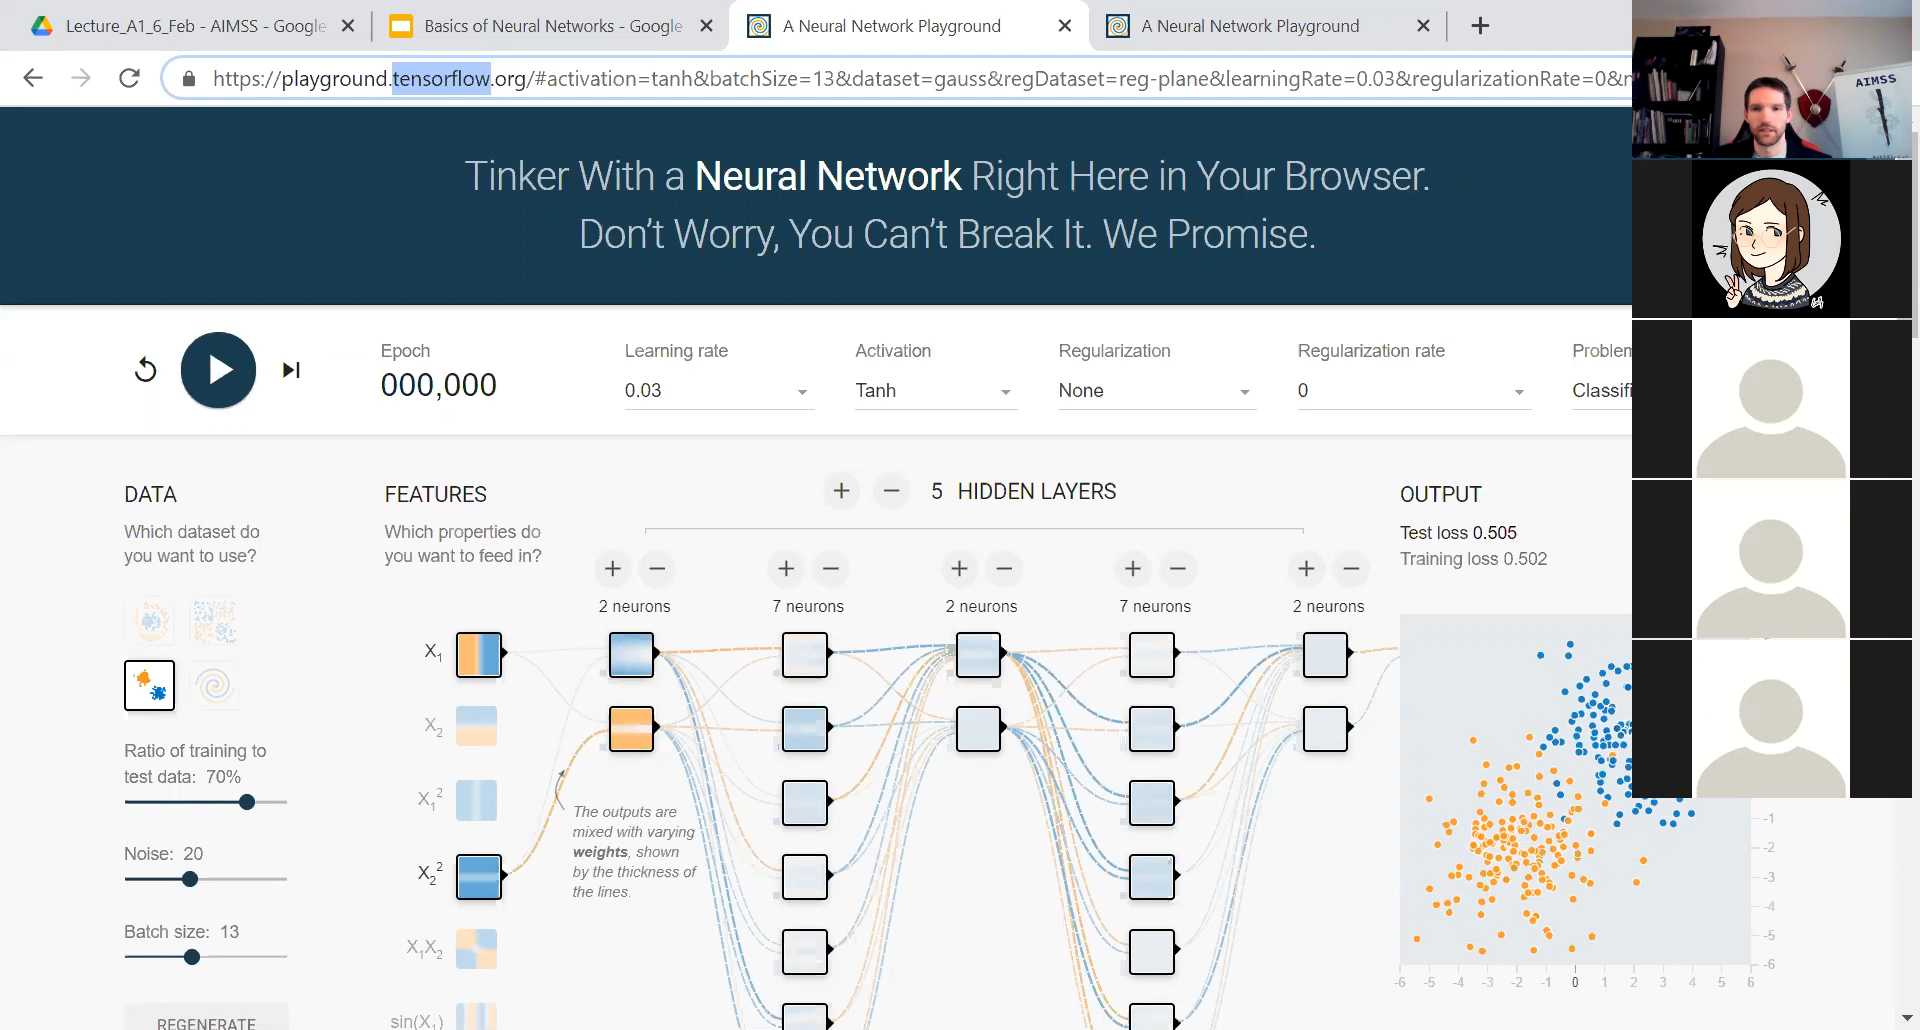 Lecture_A1_6_Feb - AIMSS - Google
Basics of Neural Networks - Google
A Neural Network Playground
A Neural Network Playground
https://playground.tensorflow.org/#activation=tanh&batchSize=13&dataset=gauss&regDataset=reg-plane&learningRate=0.03&regularizationRate=0&n
AIMSS
Tinker With a Neural Network Right Here in Your Browser.
Don't Worry, You Can't Break It. We Promise.
Epoch
000,000
Learning rate
0.03
Activation
Tanh
Regularization
None
Regularization rate
0
Problem
Classifi
DATA
Which dataset do
you want to use?
Ratio of training to
test data: 70%
Noise: 20
Batch size: 13
REGENERATE
FEATURES
Which properties do
you want to feed in?
X1
X2
X1²
X2²
X1X2
sin(X1)
+ − 5 HIDDEN LAYERS
+ − + − + − + − + −
2 neurons
7 neurons
2 neurons
7 neurons
2 neurons
The outputs are
mixed with varying
weights, shown
by the thickness of
the lines.
OUTPUT
Test loss 0.505
Training loss 0.502
-1
-2
-3
-4
-5
-6
-6 -5 -4 -3 -2 -1 0 1 2 3 4 5 6